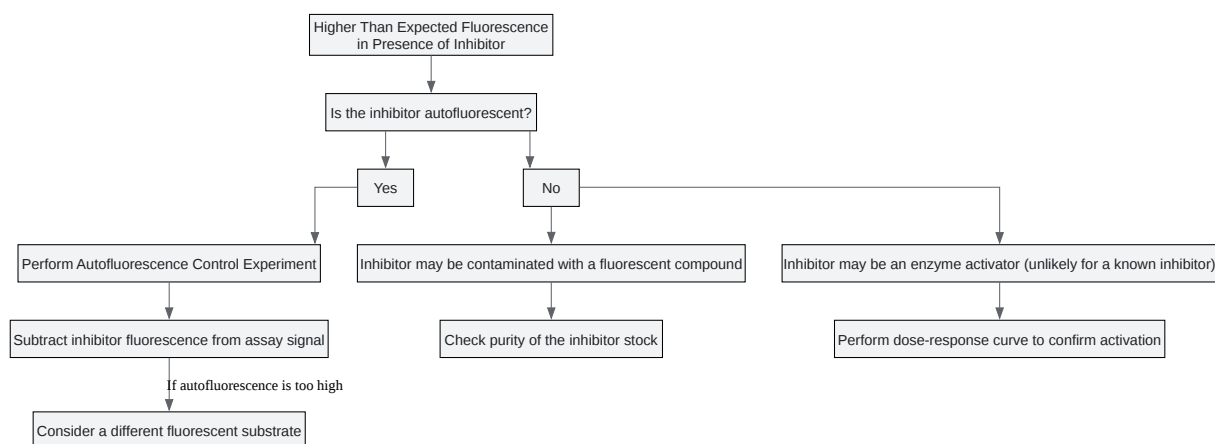 Higher Than Expected Fluorescence
in Presence of Inhibitor
Is the inhibitor autofluorescent?
Yes
No
Perform Autofluorescence Control Experiment
Inhibitor may be contaminated with a fluorescent compound
Inhibitor may be an enzyme activator (unlikely for a known inhibitor)
Subtract inhibitor fluorescence from assay signal
Check purity of the inhibitor stock
Perform dose-response curve to confirm activation
If autofluorescence is too high
Consider a different fluorescent substrate